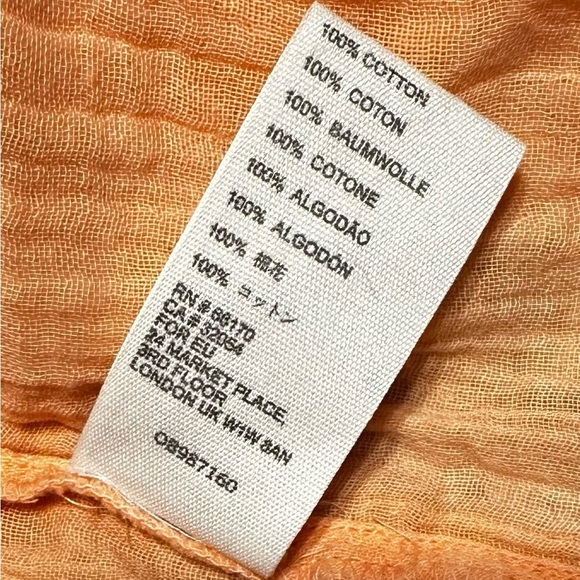 100% COTTON
100% COTON
100% BAUMWOLLE
100% COTONE
100% ALGODÃO
100% ALGODÓN
100% 棉花
100% コットン
RN # 66170
CA # 32054
FOR EU
24 MARKET PLACE,
3RD FLOOR
LONDON UK W1W 8AN
O8987160